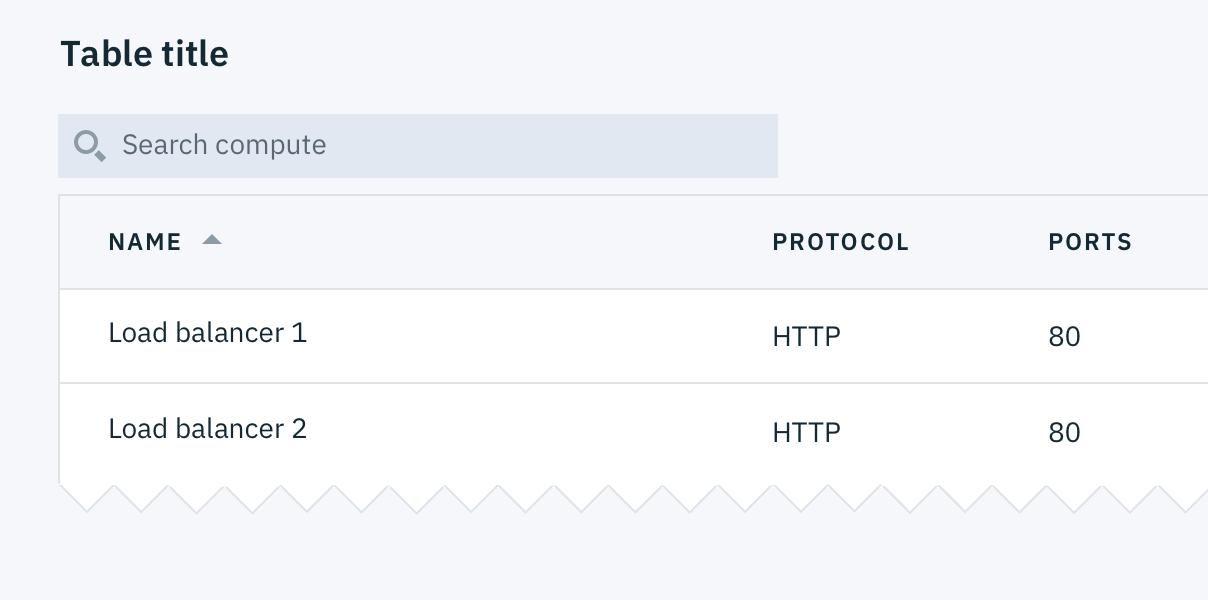 Table title
Search compute
NAME PROTOCOL PORTS
Load balancer 1 HTTP 80
Load balancer 2 HTTP 80